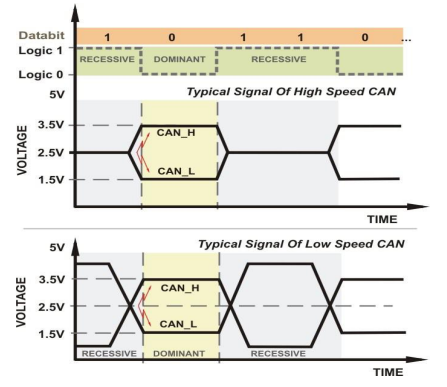 Databit 1 0 1 1 0 ...
Logic 1
RECESSIVE DOMINANT RECESSIVE
Logic 0
5V Typical Signal Of High Speed CAN
3.5V
CAN_H
VOLTAGE
2.5V
CAN_L
1.5V
TIME
5V Typical Signal Of Low Speed CAN
3.5V
CAN_H
VOLTAGE
2.5V
CAN_L
1.5V
RECESSIVE DOMINANT RECESSIVE
TIME